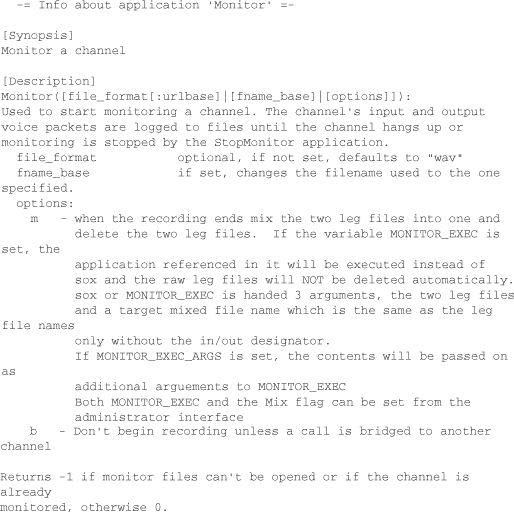 -= Info about application 'Monitor' =-
[Synopsis]
Monitor a channel
[Description]
Monitor([file_format[:urlbase]|[fname_base]|[options]]):
Used to start monitoring a channel. The channel's input and output
voice packets are logged to files until the channel hangs up or
monitoring is stopped by the StopMonitor application.
file_format optional, if not set, defaults to "wav"
fname_base if set, changes the filename used to the one
specified.
options:
m - when the recording ends mix the two leg files into one and
delete the two leg files. If the variable MONITOR_EXEC is
set, the
application referenced in it will be executed instead of
sox and the raw leg files will NOT be deleted automatically.
sox or MONITOR_EXEC is handed 3 arguments, the two leg files
and a target mixed file name which is the same as the leg
file names
only without the in/out designator.
If MONITOR_EXEC_ARGS is set, the contents will be passed on
as
additional arguements to MONITOR_EXEC
Both MONITOR_EXEC and the Mix flag can be set from the
administrator interface
b - Don't begin recording unless a call is bridged to another
channel
Returns -1 if monitor files can't be opened or if the channel is
already
monitored, otherwise 0.